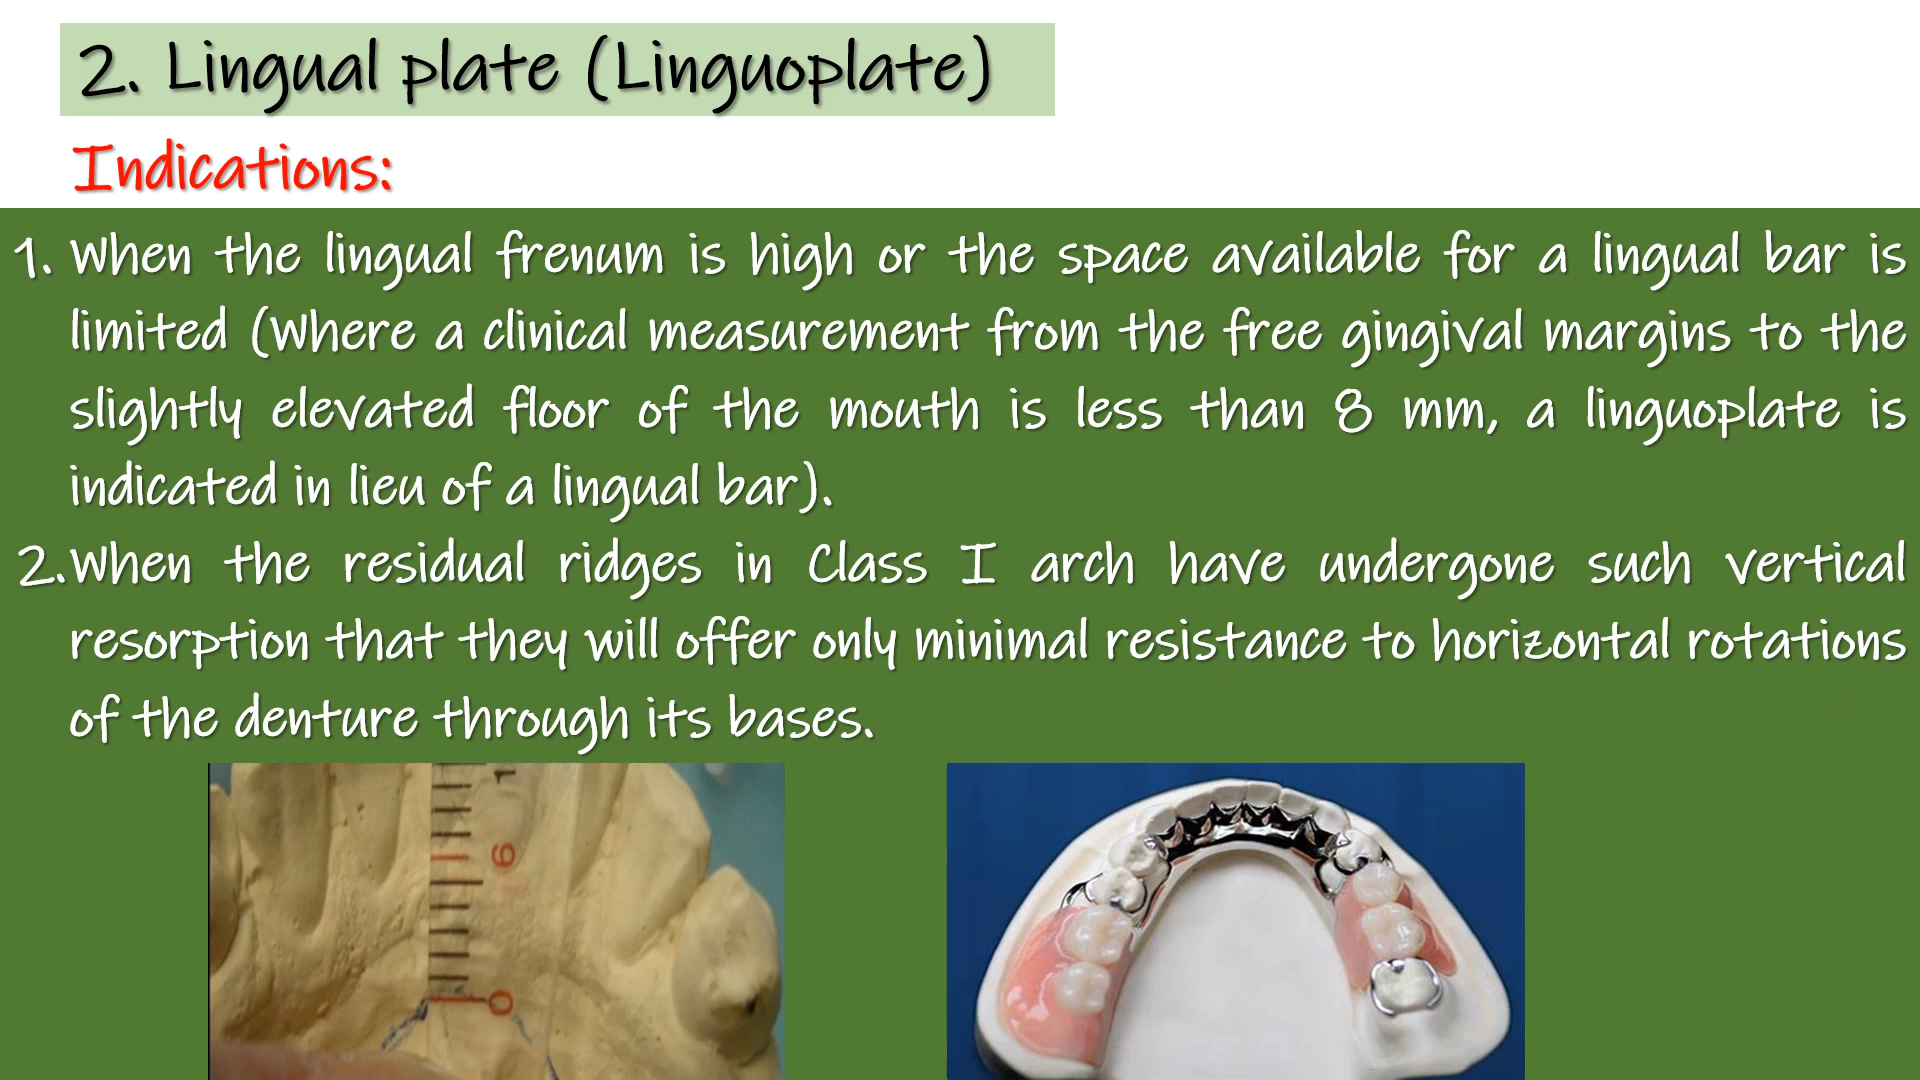 2. Lingual plate (Linguoplate)
Indications:
1. When the lingual frenum is high or the space available for a lingual bar is
limited (Where a clinical measurement from the free gingival margins to the
slightly elevated floor of the mouth is less than 8 mm, a linguoplate is
indicated in lieu of a lingual bar).
2. When the residual ridges in Class I arch have undergone such vertical
resorption that they will offer only minimal resistance to horizontal rotations
of the denture through its bases.
1
6
0